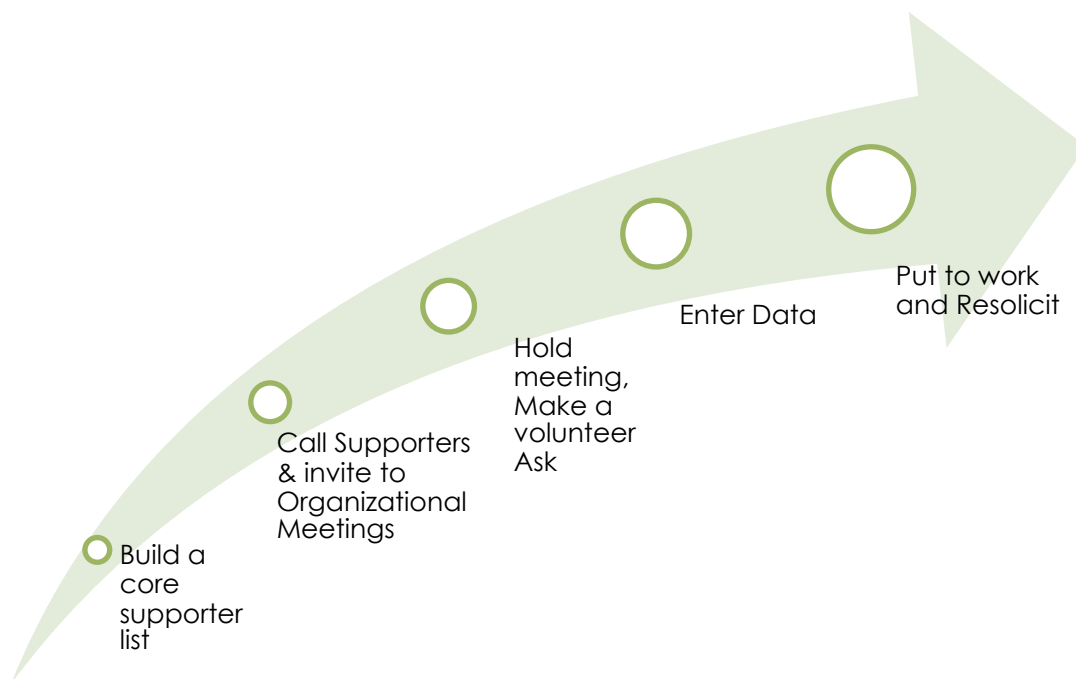 Build a
core
supporter
list
Call Supporters
& invite to
Organizational
Meetings
Hold
meeting,
Make a
volunteer
Ask
Enter Data
Put to work
and Resolicit